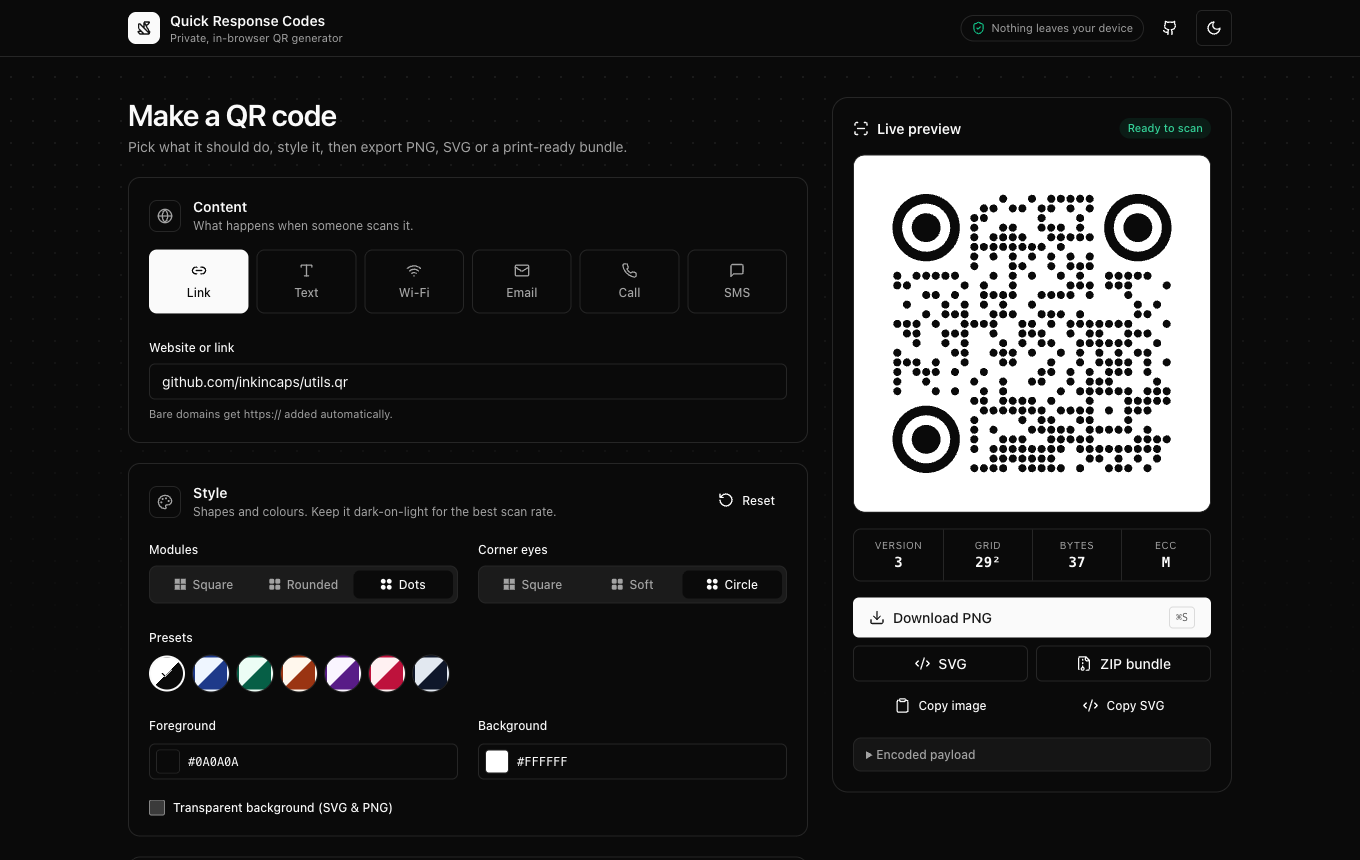 Quick Response Codes
Private, in-browser QR generator
Nothing leaves your device
Make a QR code
Pick what it should do, style it, then export PNG, SVG or a print-ready bundle.
Content
What happens when someone scans it.
Link
Text
Wi-Fi
Email
Call
SMS
Website or link
github.com/inkincaps/utils.qr
Bare domains get https:// added automatically.
Style
Shapes and colours. Keep it dark-on-light for the best scan rate.
Reset
Modules
Corner eyes
Square
Rounded
Dots
Square
Soft
Circle
Presets
Foreground
Background
#0A0A0A
#FFFFFF
Transparent background (SVG & PNG)
Live preview
Ready to scan
VERSION
GRID
BYTES
ECC
3
29²
37
M
Download PNG
⌘S
SVG
ZIP bundle
Copy image
Copy SVG
Encoded payload